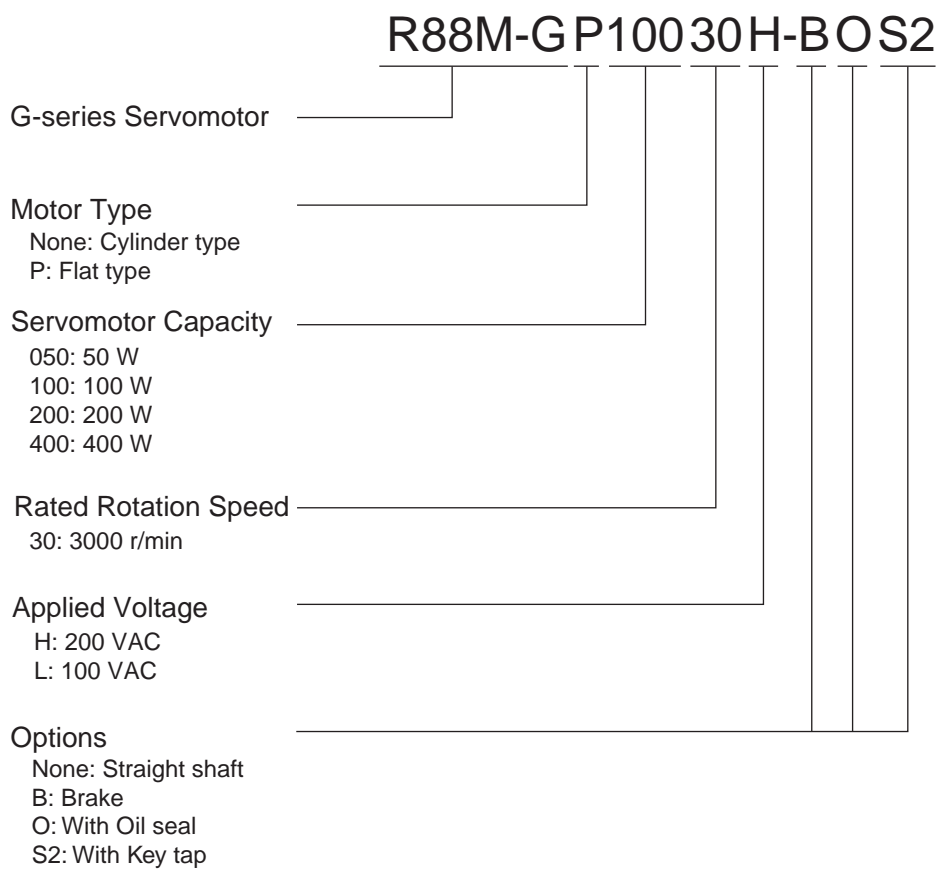 R88M-GP10030H-BOS2
G-series Servomotor
Motor Type
None: Cylinder type
P: Flat type
Servomotor Capacity
050: 50 W
100: 100 W
200: 200 W
400: 400 W
Rated Rotation Speed
30: 3000 r/min
Applied Voltage
H: 200 VAC
L: 100 VAC
Options
None: Straight shaft
B: Brake
O: With Oil seal
S2: With Key tap